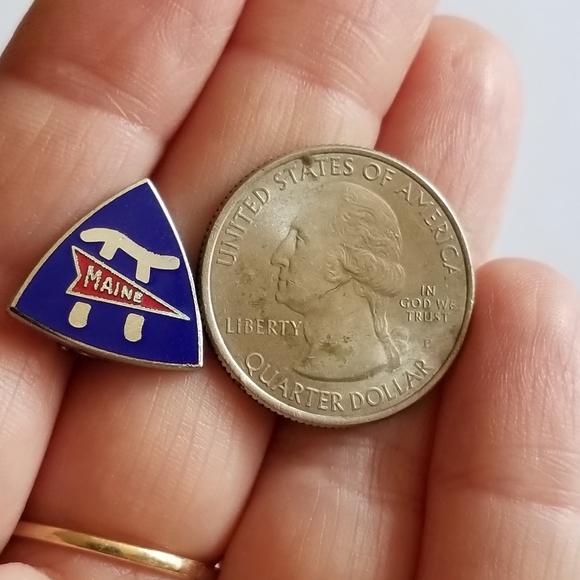 MAINE
UNITED STATES OF AMERICA
LIBERTY
IN
GOD WE
TRUST
P
QUARTER DOLLAR